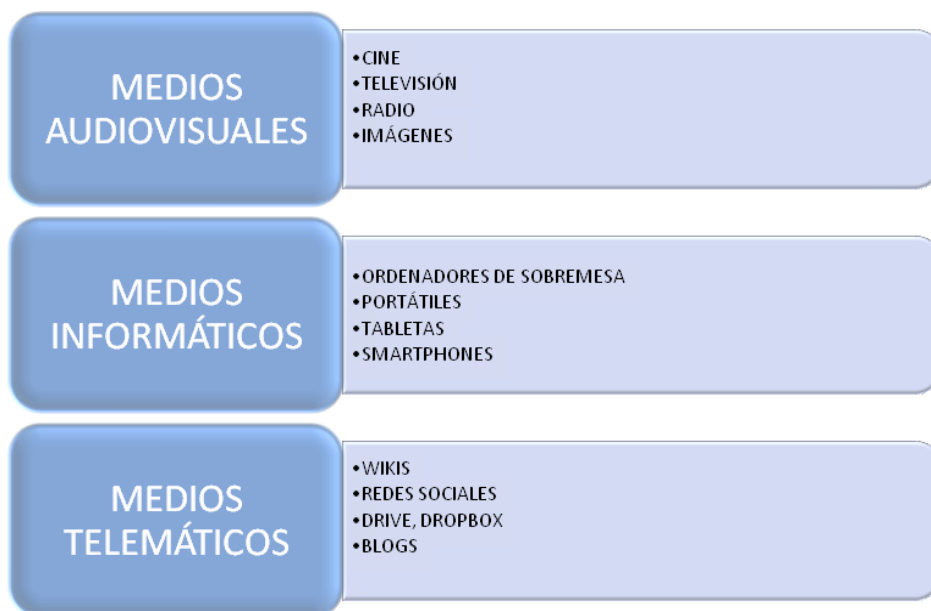 MEDIOS
AUDIOVISUALES
•CINE
•TELEVISIÓN
•RADIO
•IMÁGENES
MEDIOS
INFORMÁTICOS
•ORDENADORES DE SOBREMESA
•PORTÁTILES
•TABLETAS
•SMARTPHONES
MEDIOS
TELEMÁTICOS
•WIKIS
•REDES SOCIALES
•DRIVE, DROPBOX
•BLOGS